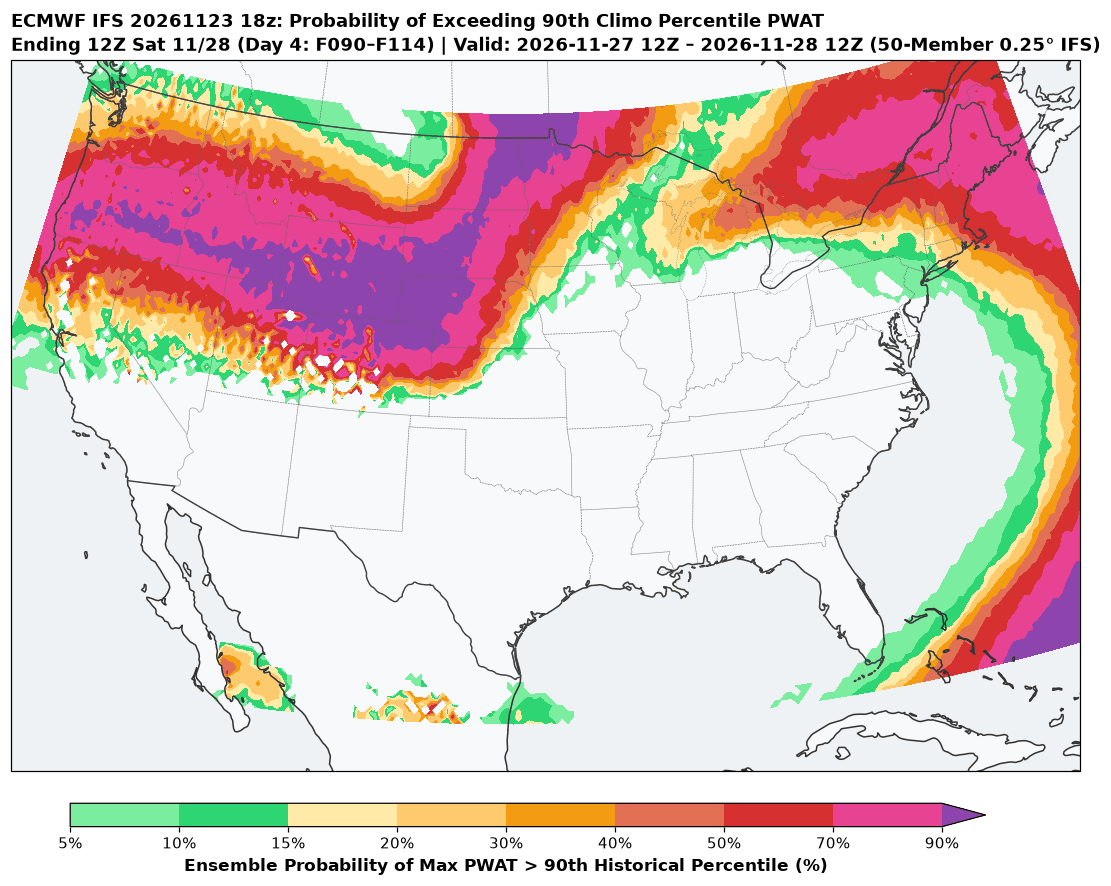 ECMWF IFS 20261123 18z: Probability of Exceeding 90th Climo Percentile PWAT
Ending 12Z Sat 11/28 (Day 4: F090–F114) | Valid: 2026-11-27 12Z – 2026-11-28 12Z (50-Member 0.25° IFS)
5% 10% 15% 20% 30% 40% 50% 70% 90%
Ensemble Probability of Max PWAT > 90th Historical Percentile (%)